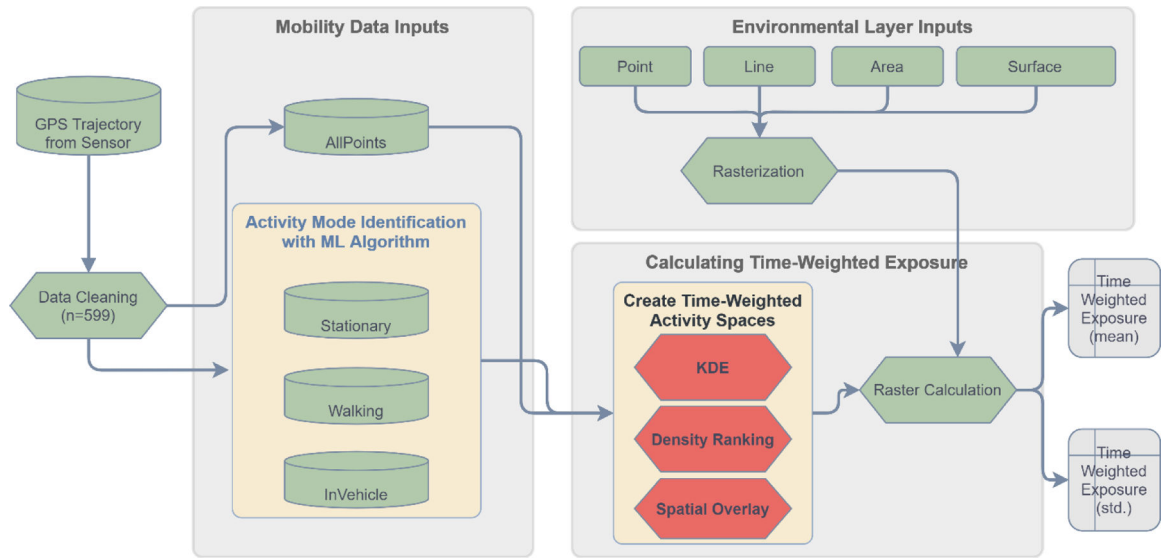 Mobility Data Inputs
Environmental Layer Inputs
Point
Line
Area
Surface
GPS Trajectory
from Sensor
AllPoints
Rasterization
Activity Mode Identification
with ML Algorithm
Data Cleaning
(n=599)
Stationary
Walking
InVehicle
Calculating Time-Weighted Exposure
Create Time-Weighted
Activity Spaces
KDE
Density Ranking
Spatial Overlay
Raster Calculation
Time
Weighted
Exposure
(mean)
Time
Weighted
Exposure
(std.)